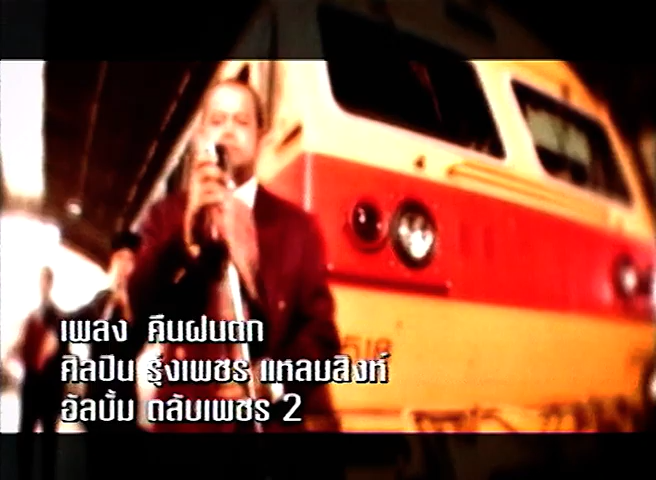 เพลง คืนฝนตก
ศิลปิน รุ่งเพชร แหลมสิงห์
อัลบั้ม ตลับเพชร 2